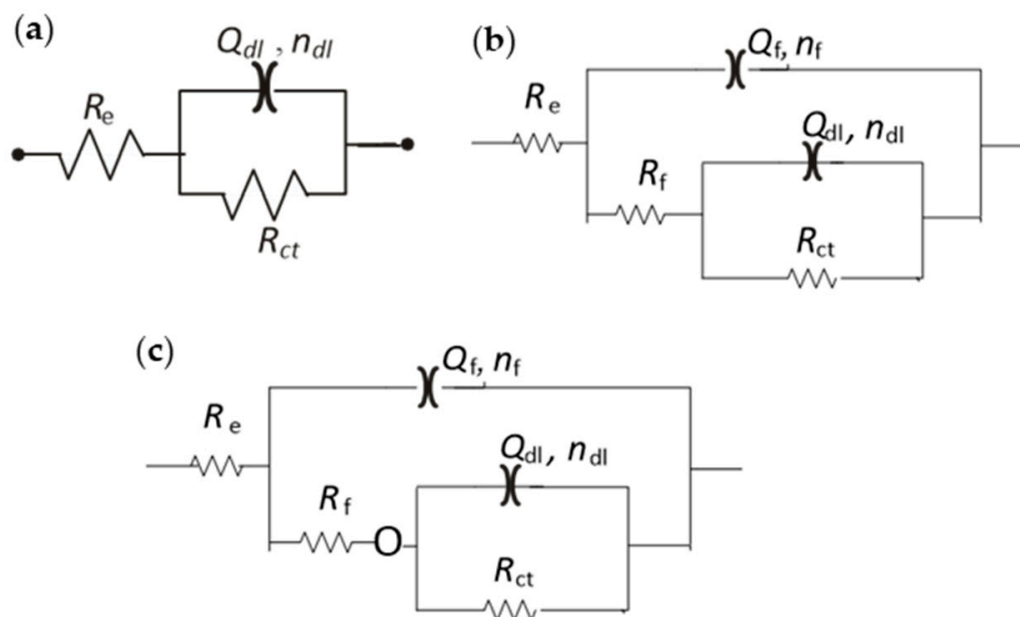 (a)
Q_dl , n_dl
R_e
R_ct
(b)
Q_f, n_f
R_e
Q_dl, n_dl
R_f
R_ct
(c)
Q_f, n_f
R_e
Q_dl, n_dl
R_f
O
R_ct